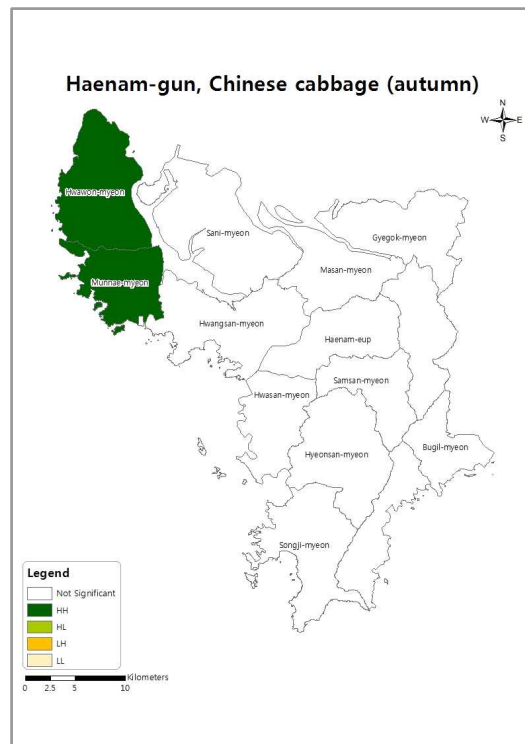 Haenam-gun, Chinese cabbage (autumn)
N
W E
S
Hwawon-myeon
Sani-myeon
Gyegok-myeon
Masan-myeon
Munnae-myeon
Hwangsan-myeon
Haenam-eup
Samsan-myeon
Hwasan-myeon
Bugil-myeon
Hyeonsan-myeon
Songji-myeon
Legend
Not Significant
HH
HL
LH
LL
Kilometers
0 2.5 5 10